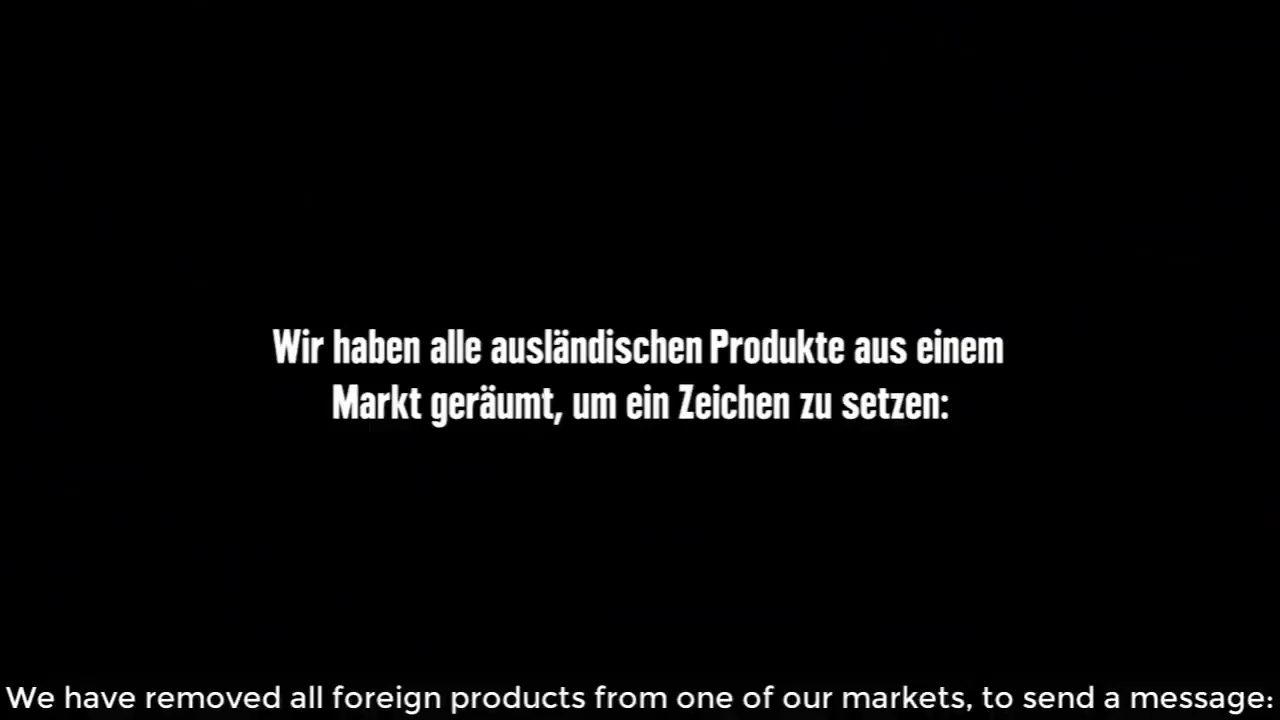 Wir haben alle ausländischen Produkte aus einem
Markt geräumt, um ein Zeichen zu setzen:
We have removed all foreign products from one of our markets, to send a message: